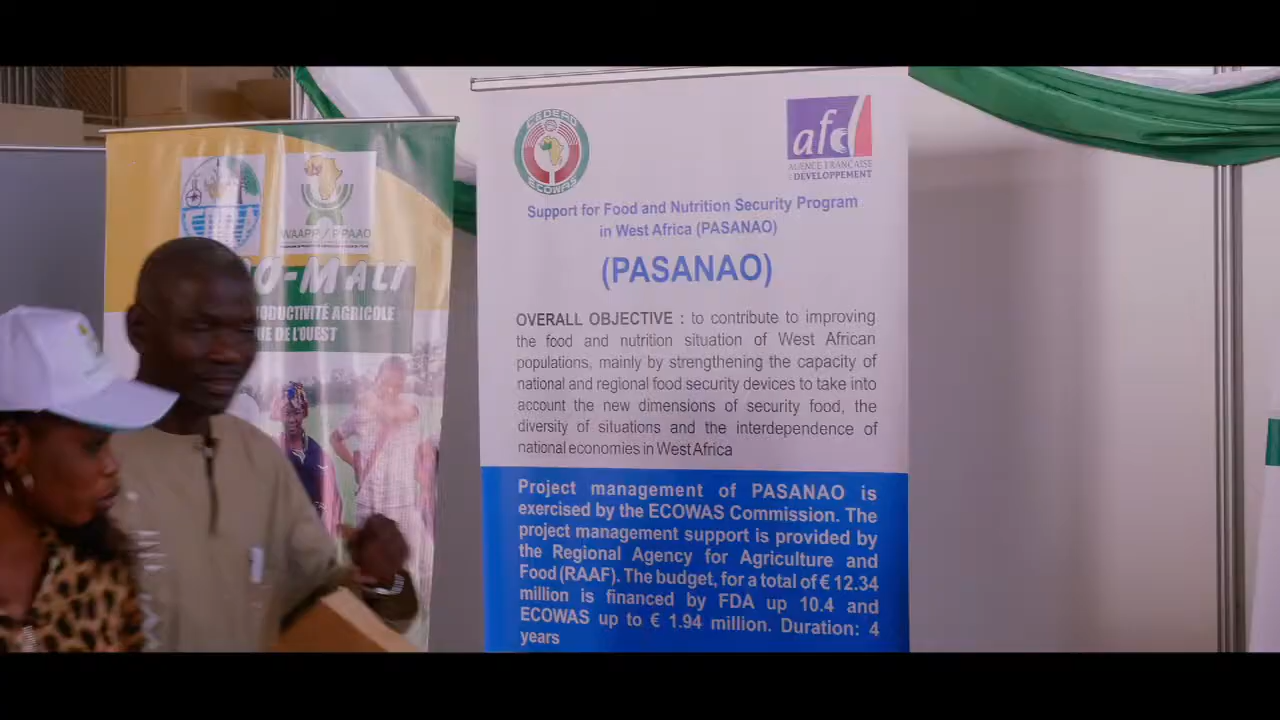 WAAPP / PPAAO
O-MALI
ODUCTIVITÉ AGRICOLE
UE DE L'OUEST
CEDEAO
ECOWAS
afd
AGENCE FRANÇAISE
DE DÉVELOPPEMENT
Support for Food and Nutrition Security Program
in West Africa (PASANAO)
(PASANAO)
OVERALL OBJECTIVE : to contribute to improving
the food and nutrition situation of West African
populations, mainly by strengthening the capacity of
national and regional food security devices to take into
account the new dimensions of security food, the
diversity of situations and the interdependence of
national economies in West Africa
Project management of PASANAO is
exercised by the ECOWAS Commission. The
project management support is provided by
the Regional Agency for Agriculture and
Food (RAAF). The budget, for a total of € 12.34
million is financed by FDA up 10.4 and
ECOWAS up to € 1.94 million. Duration: 4
years